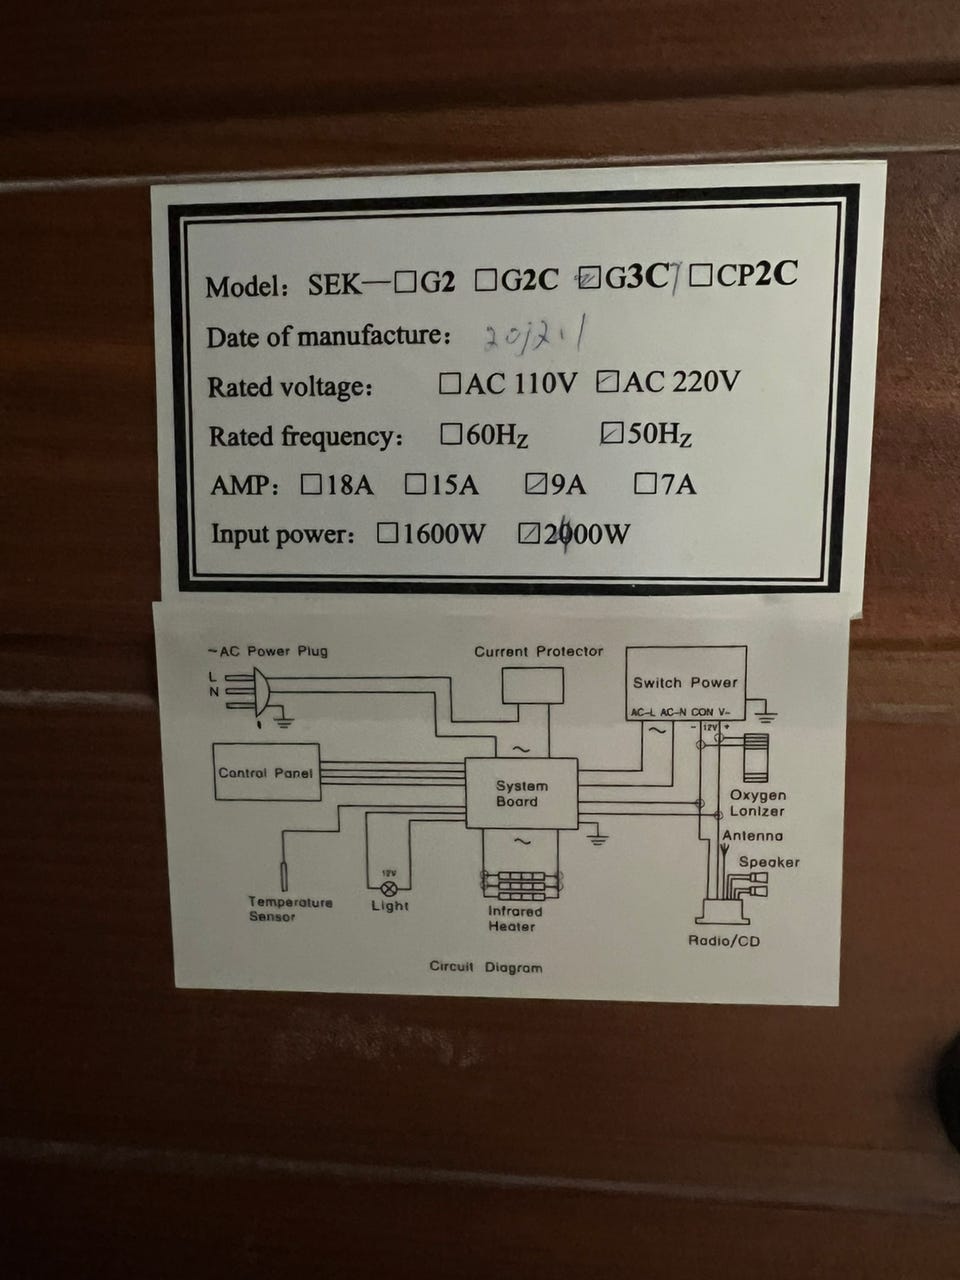 Model: SEK—☐G2 ☐G2C ☑G3C ☐CP2C
Date of manufacture: 2012.1
Rated voltage: ☐AC 110V ☑AC 220V
Rated frequency: ☐60Hz ☑50Hz
AMP: ☐18A ☐15A ☑9A ☐7A
Input power: ☐1600W ☑2000W
~AC Power Plug
L
N
Current Protector
Switch Power
AC-L AC-N CON V-
- 12V +
~
Control Panel
~
System
Board
Oxygen
Lonizer
Antenna
~
Speaker
12V
Temperature
Sensor
Light
Infrared
Heater
Radio/CD
Circuit Diagram